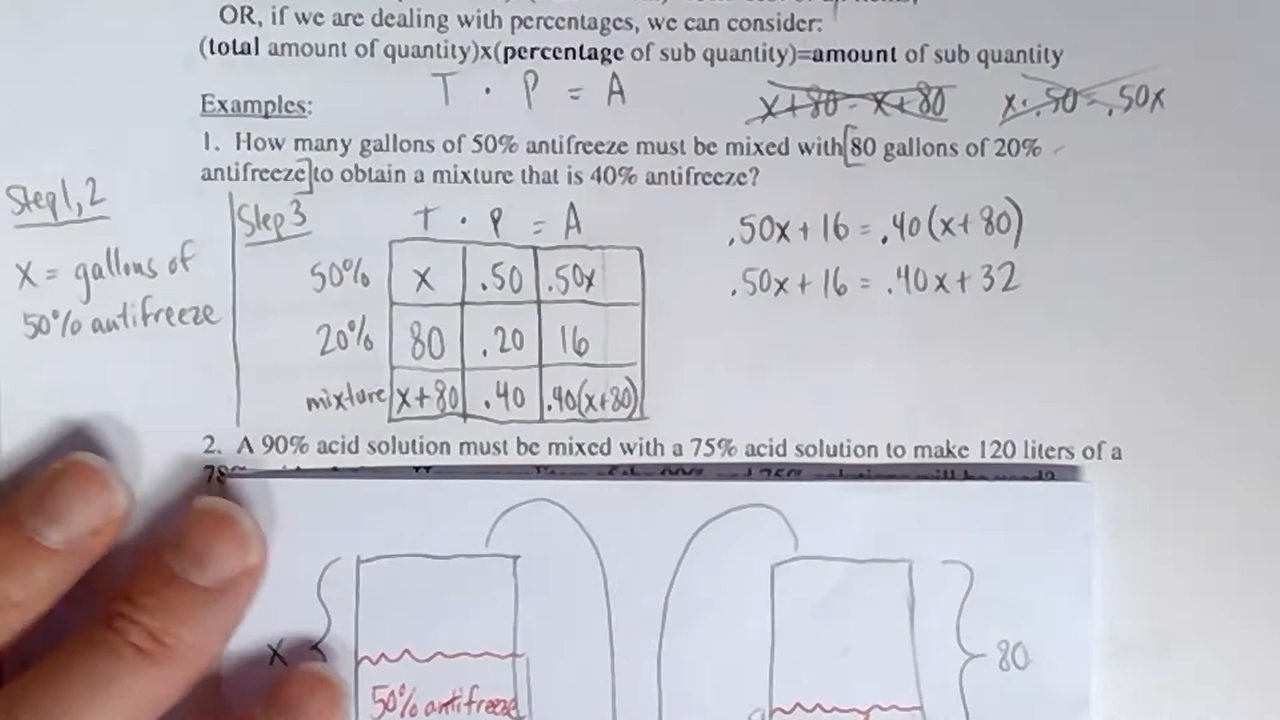 OR, if we are dealing with percentages, we can consider:
(total amount of quantity)x(percentage of sub quantity)=amount of sub quantity
T · P = A
x+80 = x+80
x · .50 = .50x
Examples:
1. How many gallons of 50% antifreeze must be mixed with [80 gallons of 20%
antifreeze] to obtain a mixture that is 40% antifreeze?
Step 1, 2
x = gallons of
50% antifreeze
Step 3
T · P = A
50% x .50 .50x
20% 80 .20 16
mixture x+80 .40 .40(x+80)
.50x + 16 = .40(x+80)
.50x + 16 = .40x + 32
2. A 90% acid solution must be mixed with a 75% acid solution to make 120 liters of a
x
50% antifreeze
80